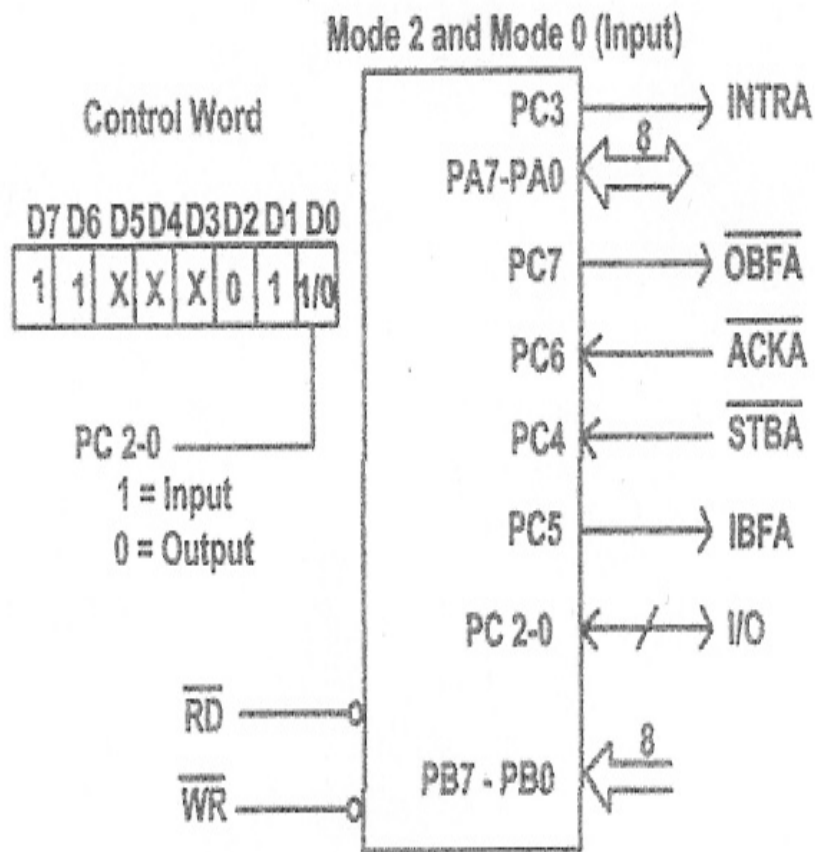 Mode 2 and Mode 0 (Input)
Control Word
D7 D6 D5 D4 D3 D2 D1 D0
1 1 X X X 0 1 1/0
PC 2-0
1 = Input
0 = Output
RD
WR
PC3 INTRA
8
PA7-PA0
PC7 OBFA
PC6 ACKA
PC4 STBA
PC5 IBFA
PC 2-0 I/O
8
PB7 - PB0